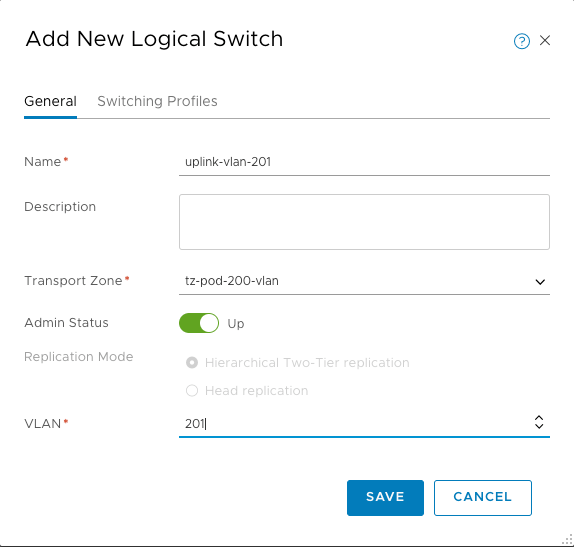 Add New Logical Switch
?
General Switching Profiles
Name* uplink-vlan-201
Description
Transport Zone* tz-pod-200-vlan
Admin Status Up
Replication Mode Hierarchical Two-Tier replication
Head replication
VLAN* 201
SAVE CANCEL